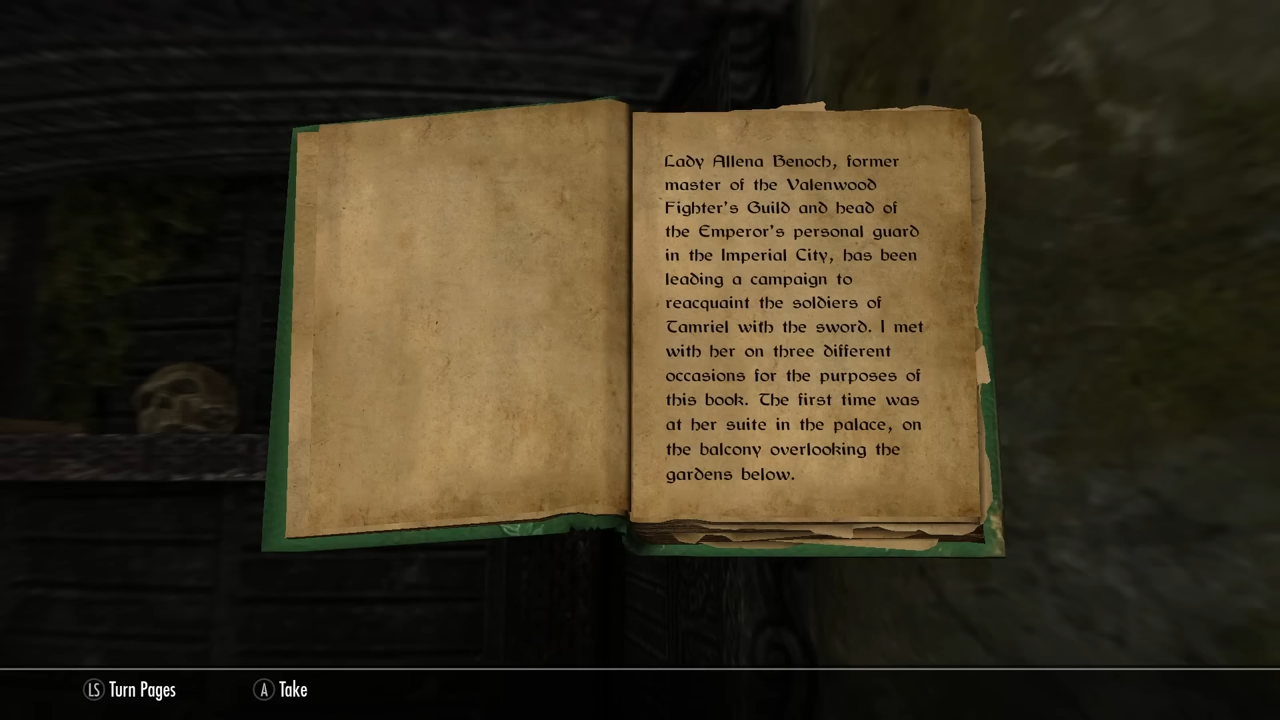 Lady Allena Benoch, former
master of the Valenwood
Fighter's Guild and head of
the Emperor's personal guard
in the Imperial City, has been
leading a campaign to
reacquaint the soldiers of
Tamriel with the sword. I met
with her on three different
occasions for the purposes of
this book. The first time was
at her suite in the palace, on
the balcony overlooking the
gardens below.
LS Turn Pages
A Take